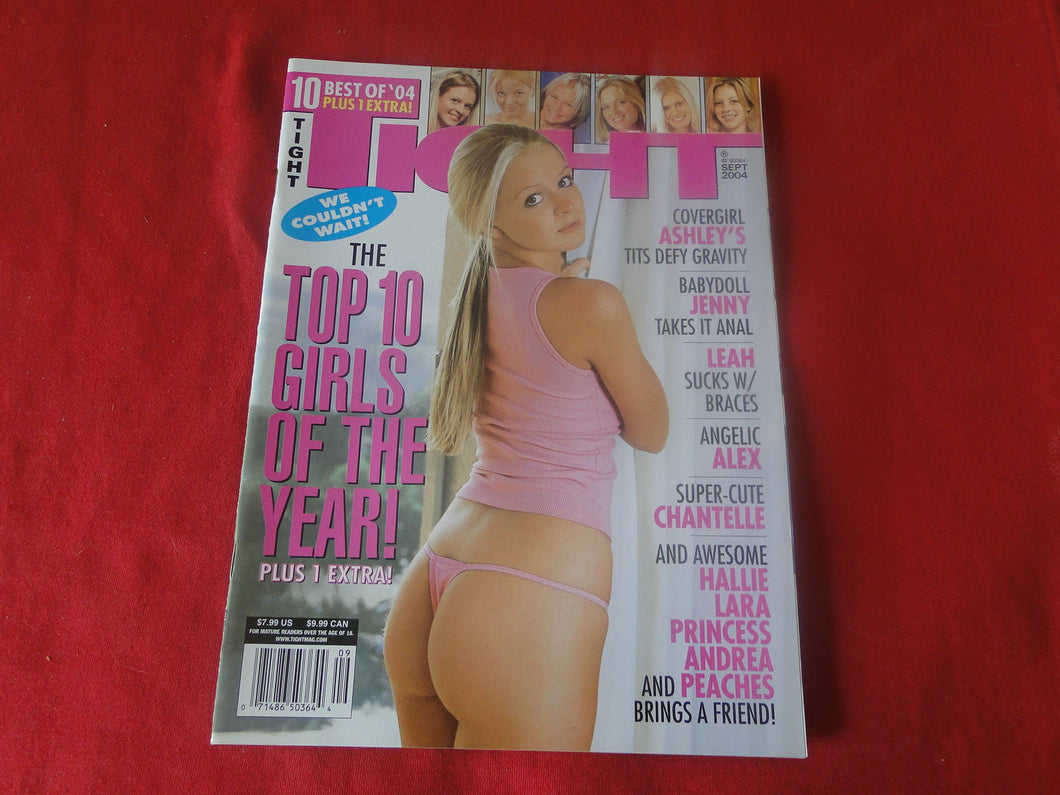 10 BEST OF '04
PLUS 1 EXTRA!
TIGHT
TIGHT
® 
50364
SEPT
2004
WE
COULDN'T
WAIT!
THE
TOP 10
GIRLS
OF THE
YEAR!
PLUS 1 EXTRA!
COVERGIRL
ASHLEY'S
TITS DEFY GRAVITY
BABYDOLL
JENNY
TAKES IT ANAL
LEAH
SUCKS W/
BRACES
ANGELIC
ALEX
SUPER-CUTE
CHANTELLE
AND AWESOME
HALLIE
LARA
PRINCESS
ANDREA
AND PEACHES
BRINGS A FRIEND!
$7.99 US $9.99 CAN
FOR MATURE READERS OVER THE AGE OF 18.
WWW.TIGHTMAG.COM
09
0 71486 50364 4